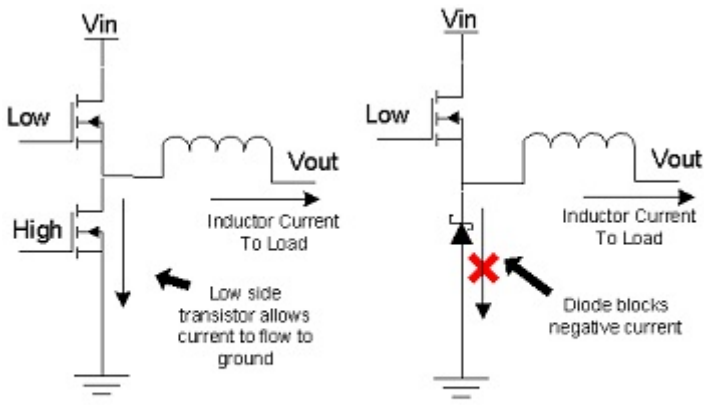 Vin
Low
Vout
Inductor Current
To Load
High
Low side
transistor allows
current to flow to
ground
Vin
Low
Vout
Inductor Current
To Load
Diode blocks
negative current